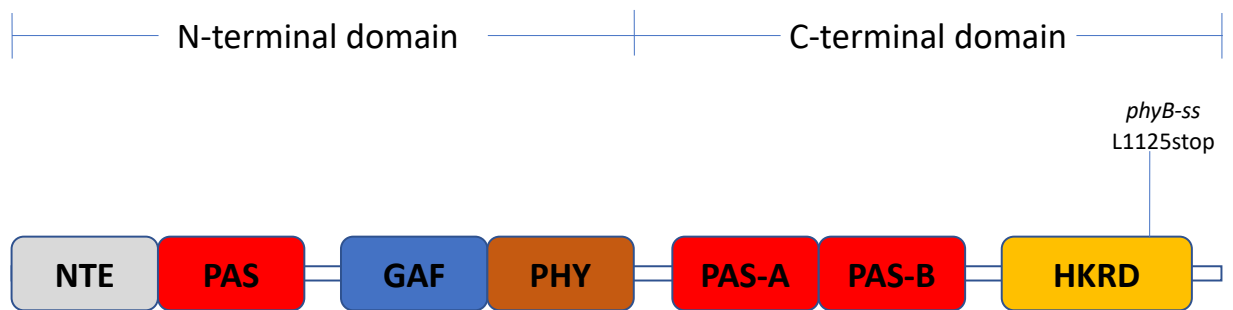 N-terminal domain C-terminal domain
phyB-ss
L1125stop
NTE PAS GAF PHY PAS-A PAS-B HKRD